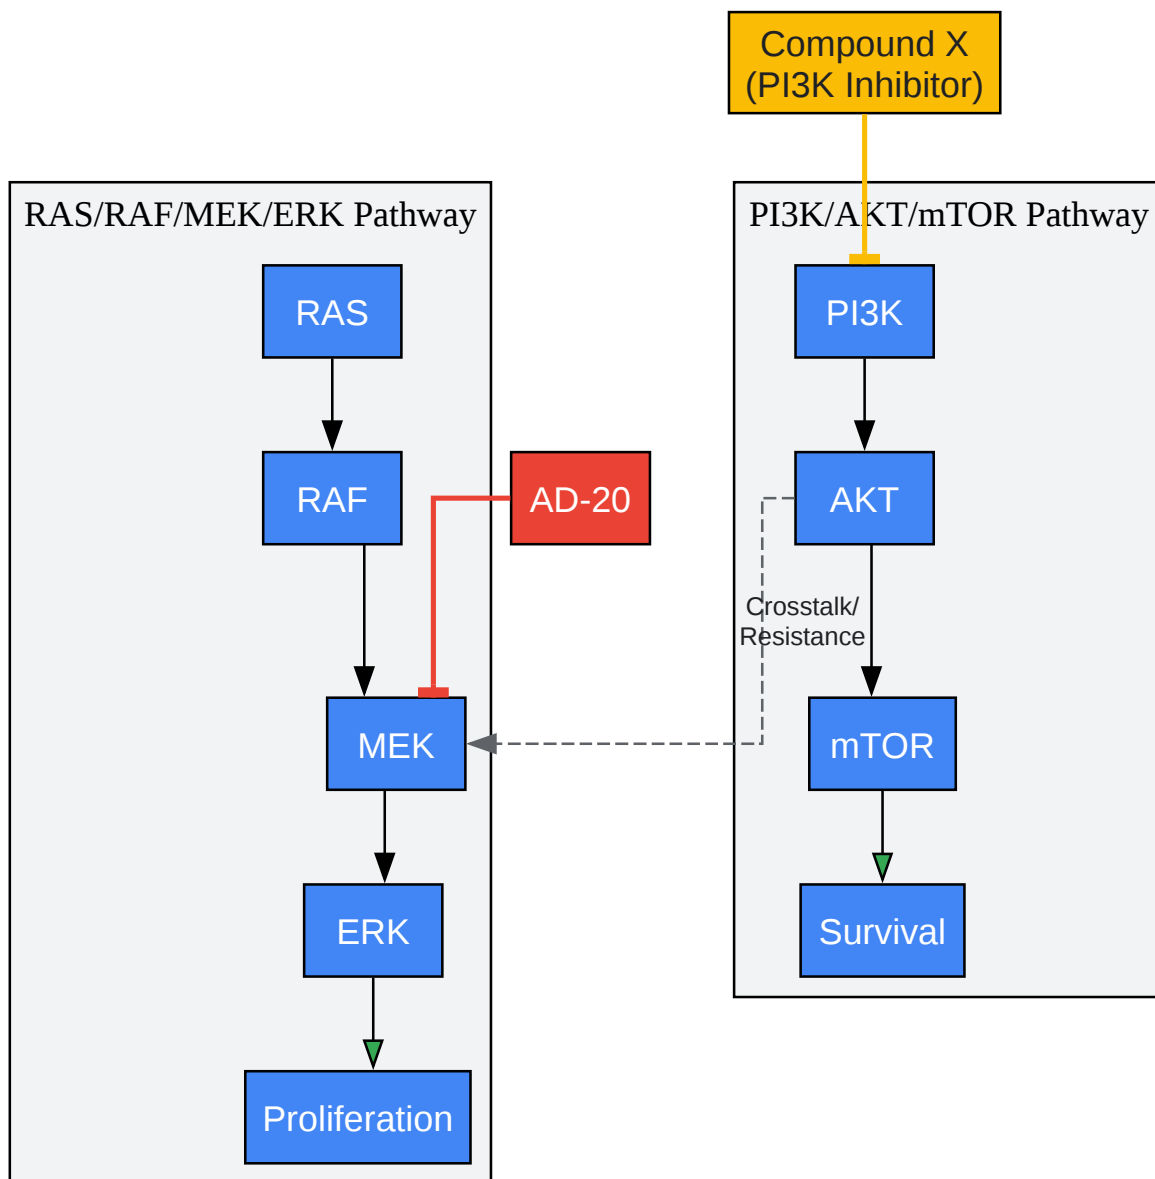 Compound X
(PI3K Inhibitor)
RAS/RAF/MEK/ERK Pathway
PI3K/AKT/mTOR Pathway
RAS
PI3K
RAF
AD-20
AKT
Crosstalk/
Resistance
MEK
mTOR
ERK
Survival
Proliferation